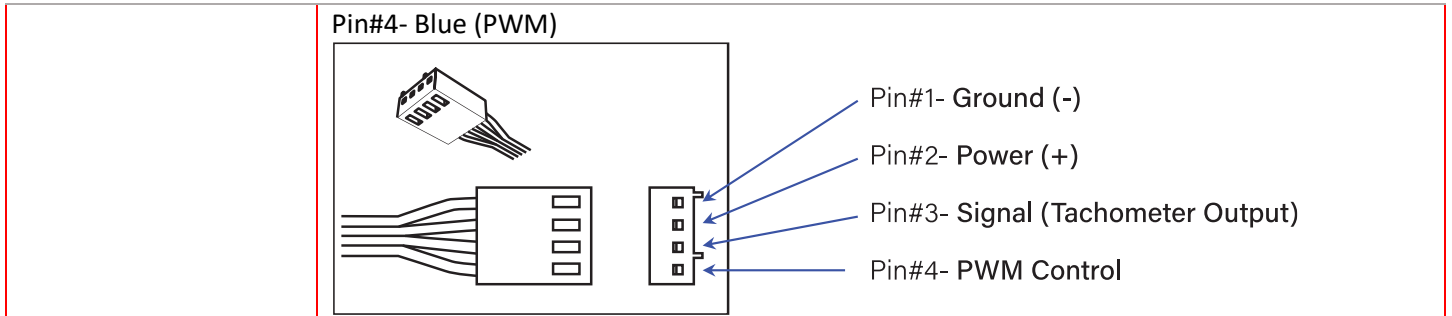 Pin#4- Blue (PWM)
Pin#1- Ground (-)
Pin#2- Power (+)
Pin#3- Signal (Tachometer Output)
Pin#4- PWM Control